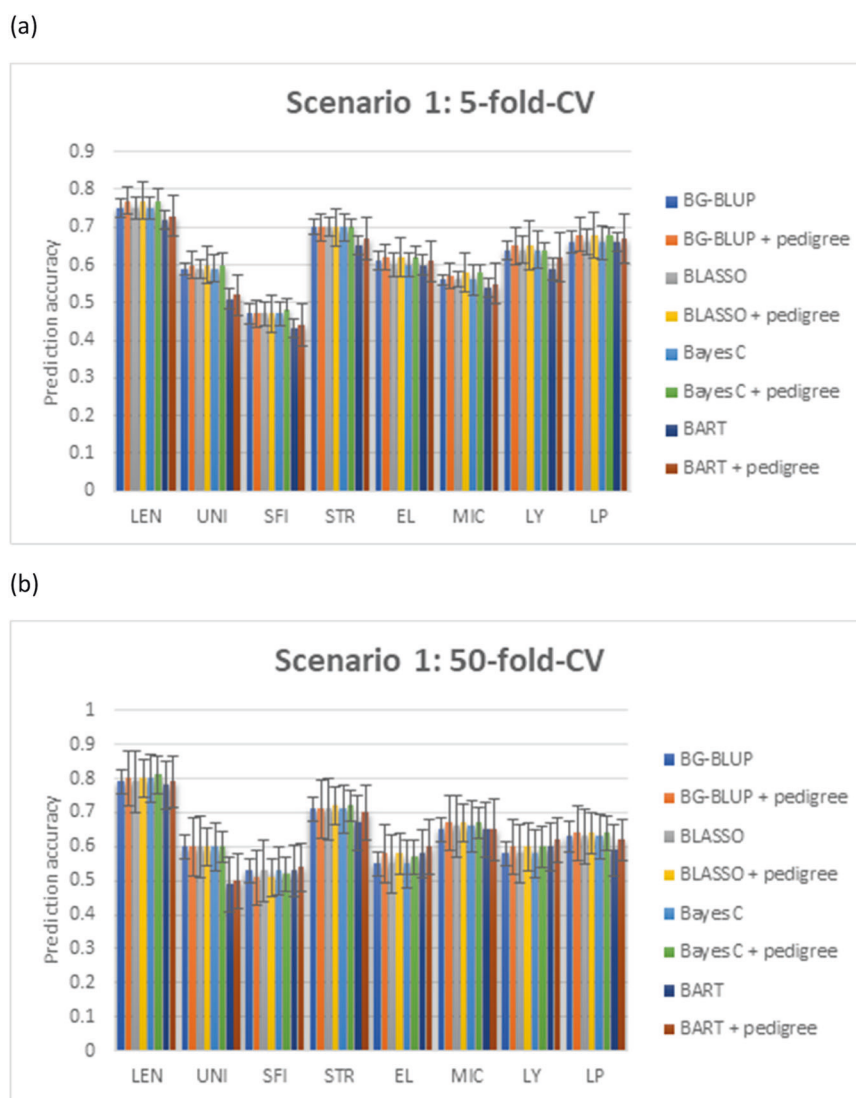 (a)
Scenario 1: 5-fold-CV
Prediction accuracy
0.9
0.8
0.7
0.6
0.5
0.4
0.3
0.2
0.1
0
LEN UNI SFI STR EL MIC LY LP
BG-BLUP
BG-BLUP + pedigree
BLASSO
BLASSO + pedigree
Bayes C
Bayes C + pedigree
BART
BART + pedigree
(b)
Scenario 1: 50-fold-CV
Prediction accuracy
1
0.9
0.8
0.7
0.6
0.5
0.4
0.3
0.2
0.1
0
LEN UNI SFI STR EL MIC LY LP
BG-BLUP
BG-BLUP + pedigree
BLASSO
BLASSO + pedigree
Bayes C
Bayes C + pedigree
BART
BART + pedigree